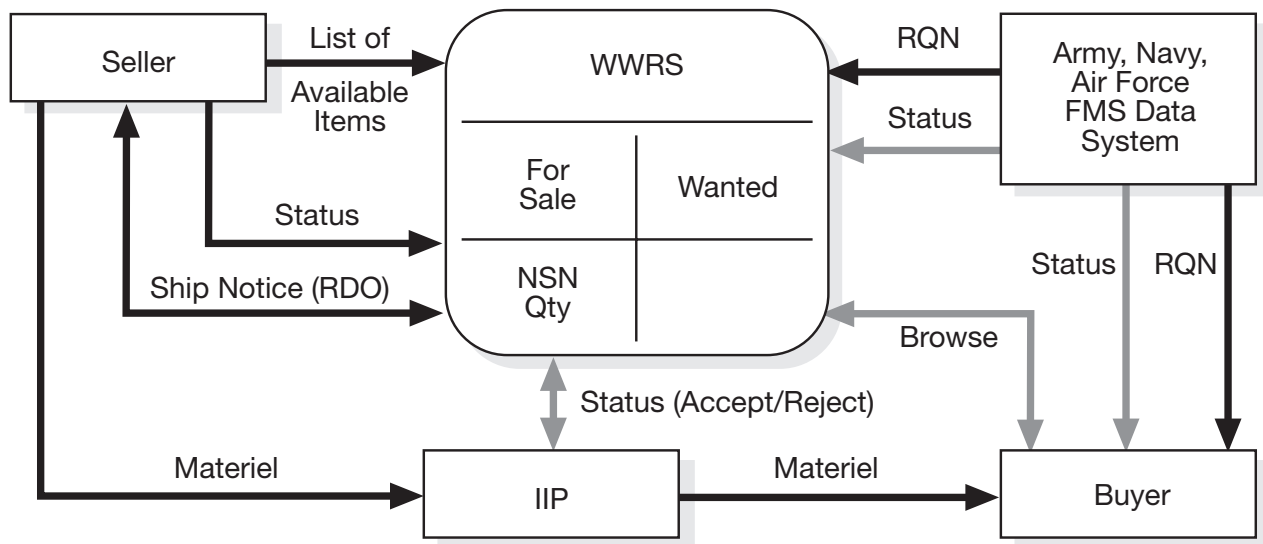 Seller
List of
Available
Items
WWRS
RQN
Army, Navy,
Air Force
FMS Data
System
Status
For
Sale
Wanted
Status
NSN
Qty
Ship Notice (RDO)
Status
RQN
Browse
Status (Accept/Reject)
Materiel
IIP
Materiel
Buyer